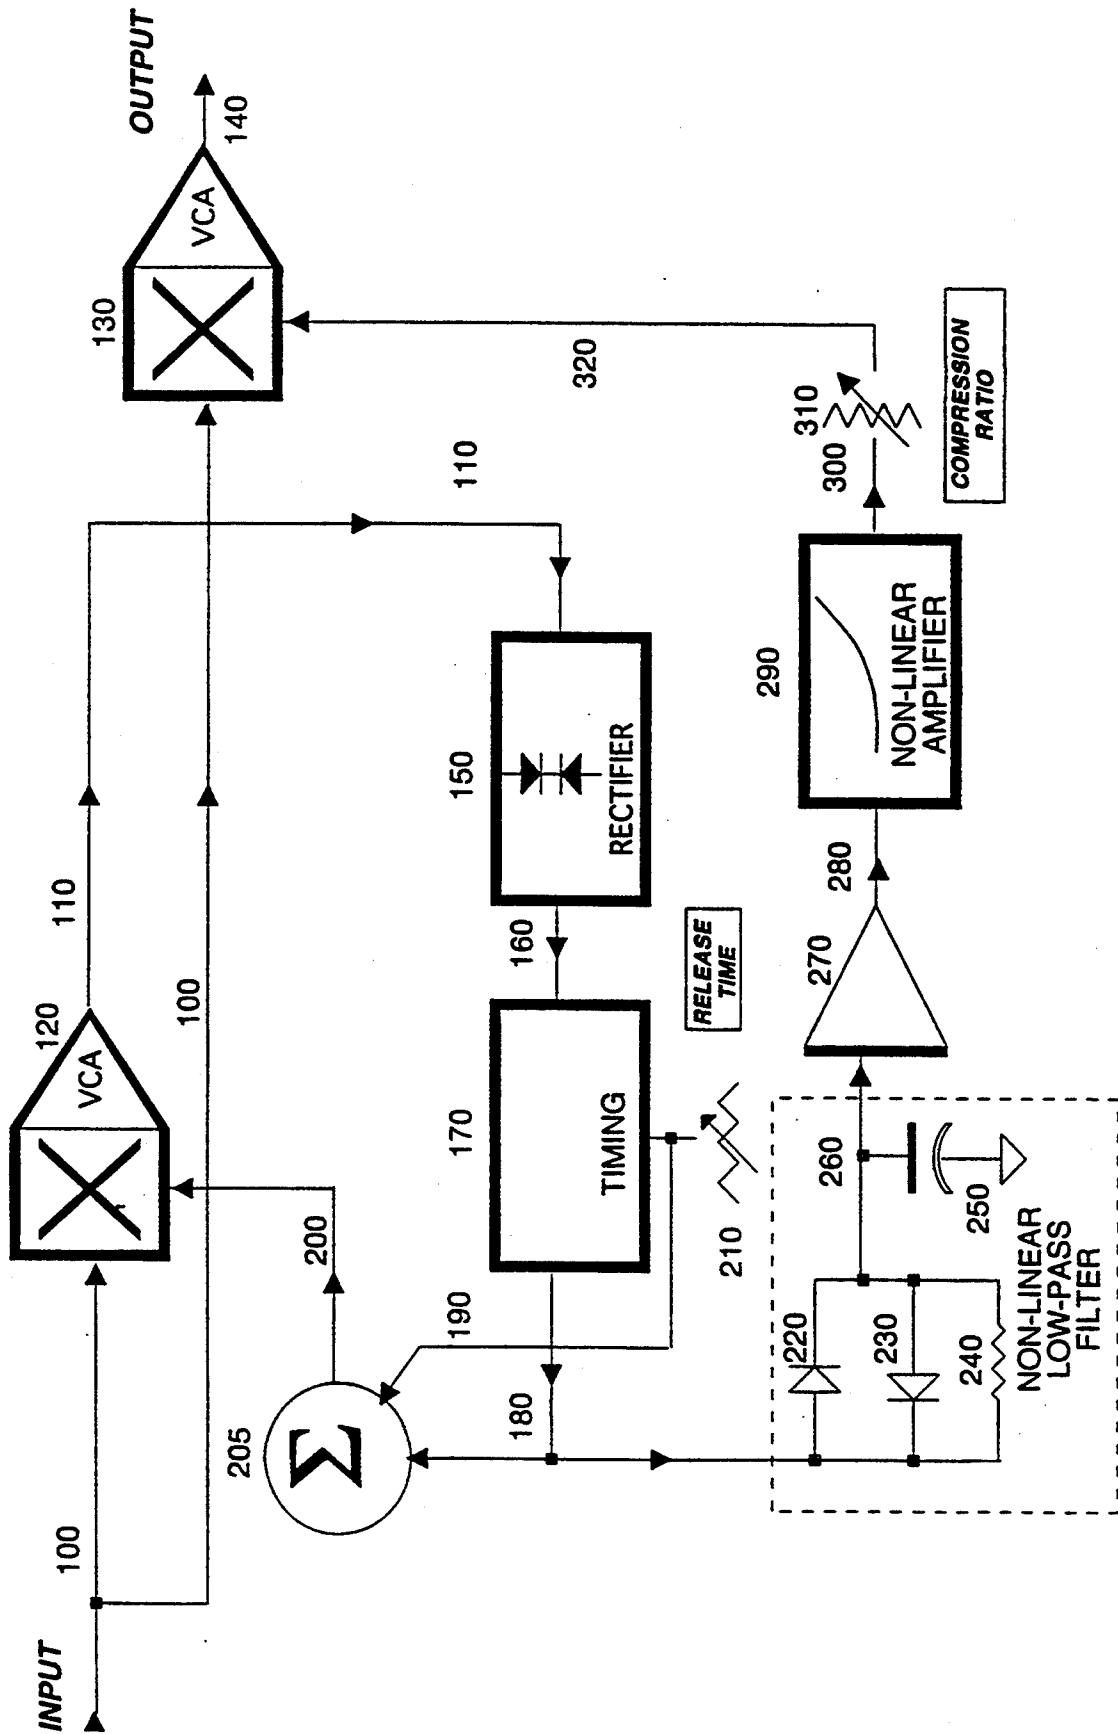 INPUT
100
VCA
120
110
100
110
130
VCA
OUTPUT
140
205
Σ
200
190
180
170
TIMING
160
150
RECTIFIER
210
RELEASE
TIME
220
230
240
260
250
NON-LINEAR
LOW-PASS
FILTER
270
280
290
NON-LINEAR
AMPLIFIER
300
310
COMPRESSION
RATIO
320